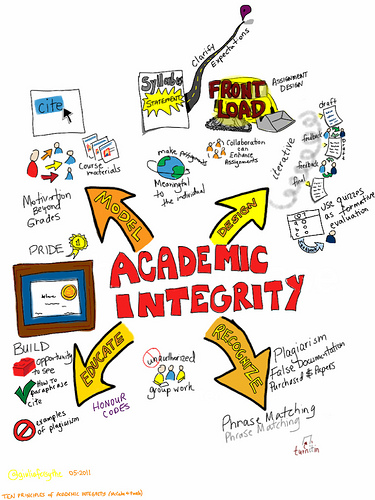 Clarify
Expectations
Syllabus
STATEMENT
FRONT
LOAD
ASSIGNMENT
DESIGN
cite
Course
materials
Motivation
Beyond
Grades
make assignments
Meaningful
to the individual
Collaboration
can
Enhance
Assignments
iterative
draft
feedback
feedback
final
use quizzes
as formative
evaluation
MODEL
DESIGN
PRIDE
ACADEMIC
INTEGRITY
EDUCATE
RECOGNIZE
BUILD
opportunity
to see
How to
paraphrase
cite
examples
of plagiarism
HONOUR
CODES
unauthorized
group work
Plagiarism
False Documentation
Purchased Papers
Phrase Matching
Phrase Matching
turnitin
05-2011
TEN PRINCIPLES OF ACADEMIC INTEGRITY